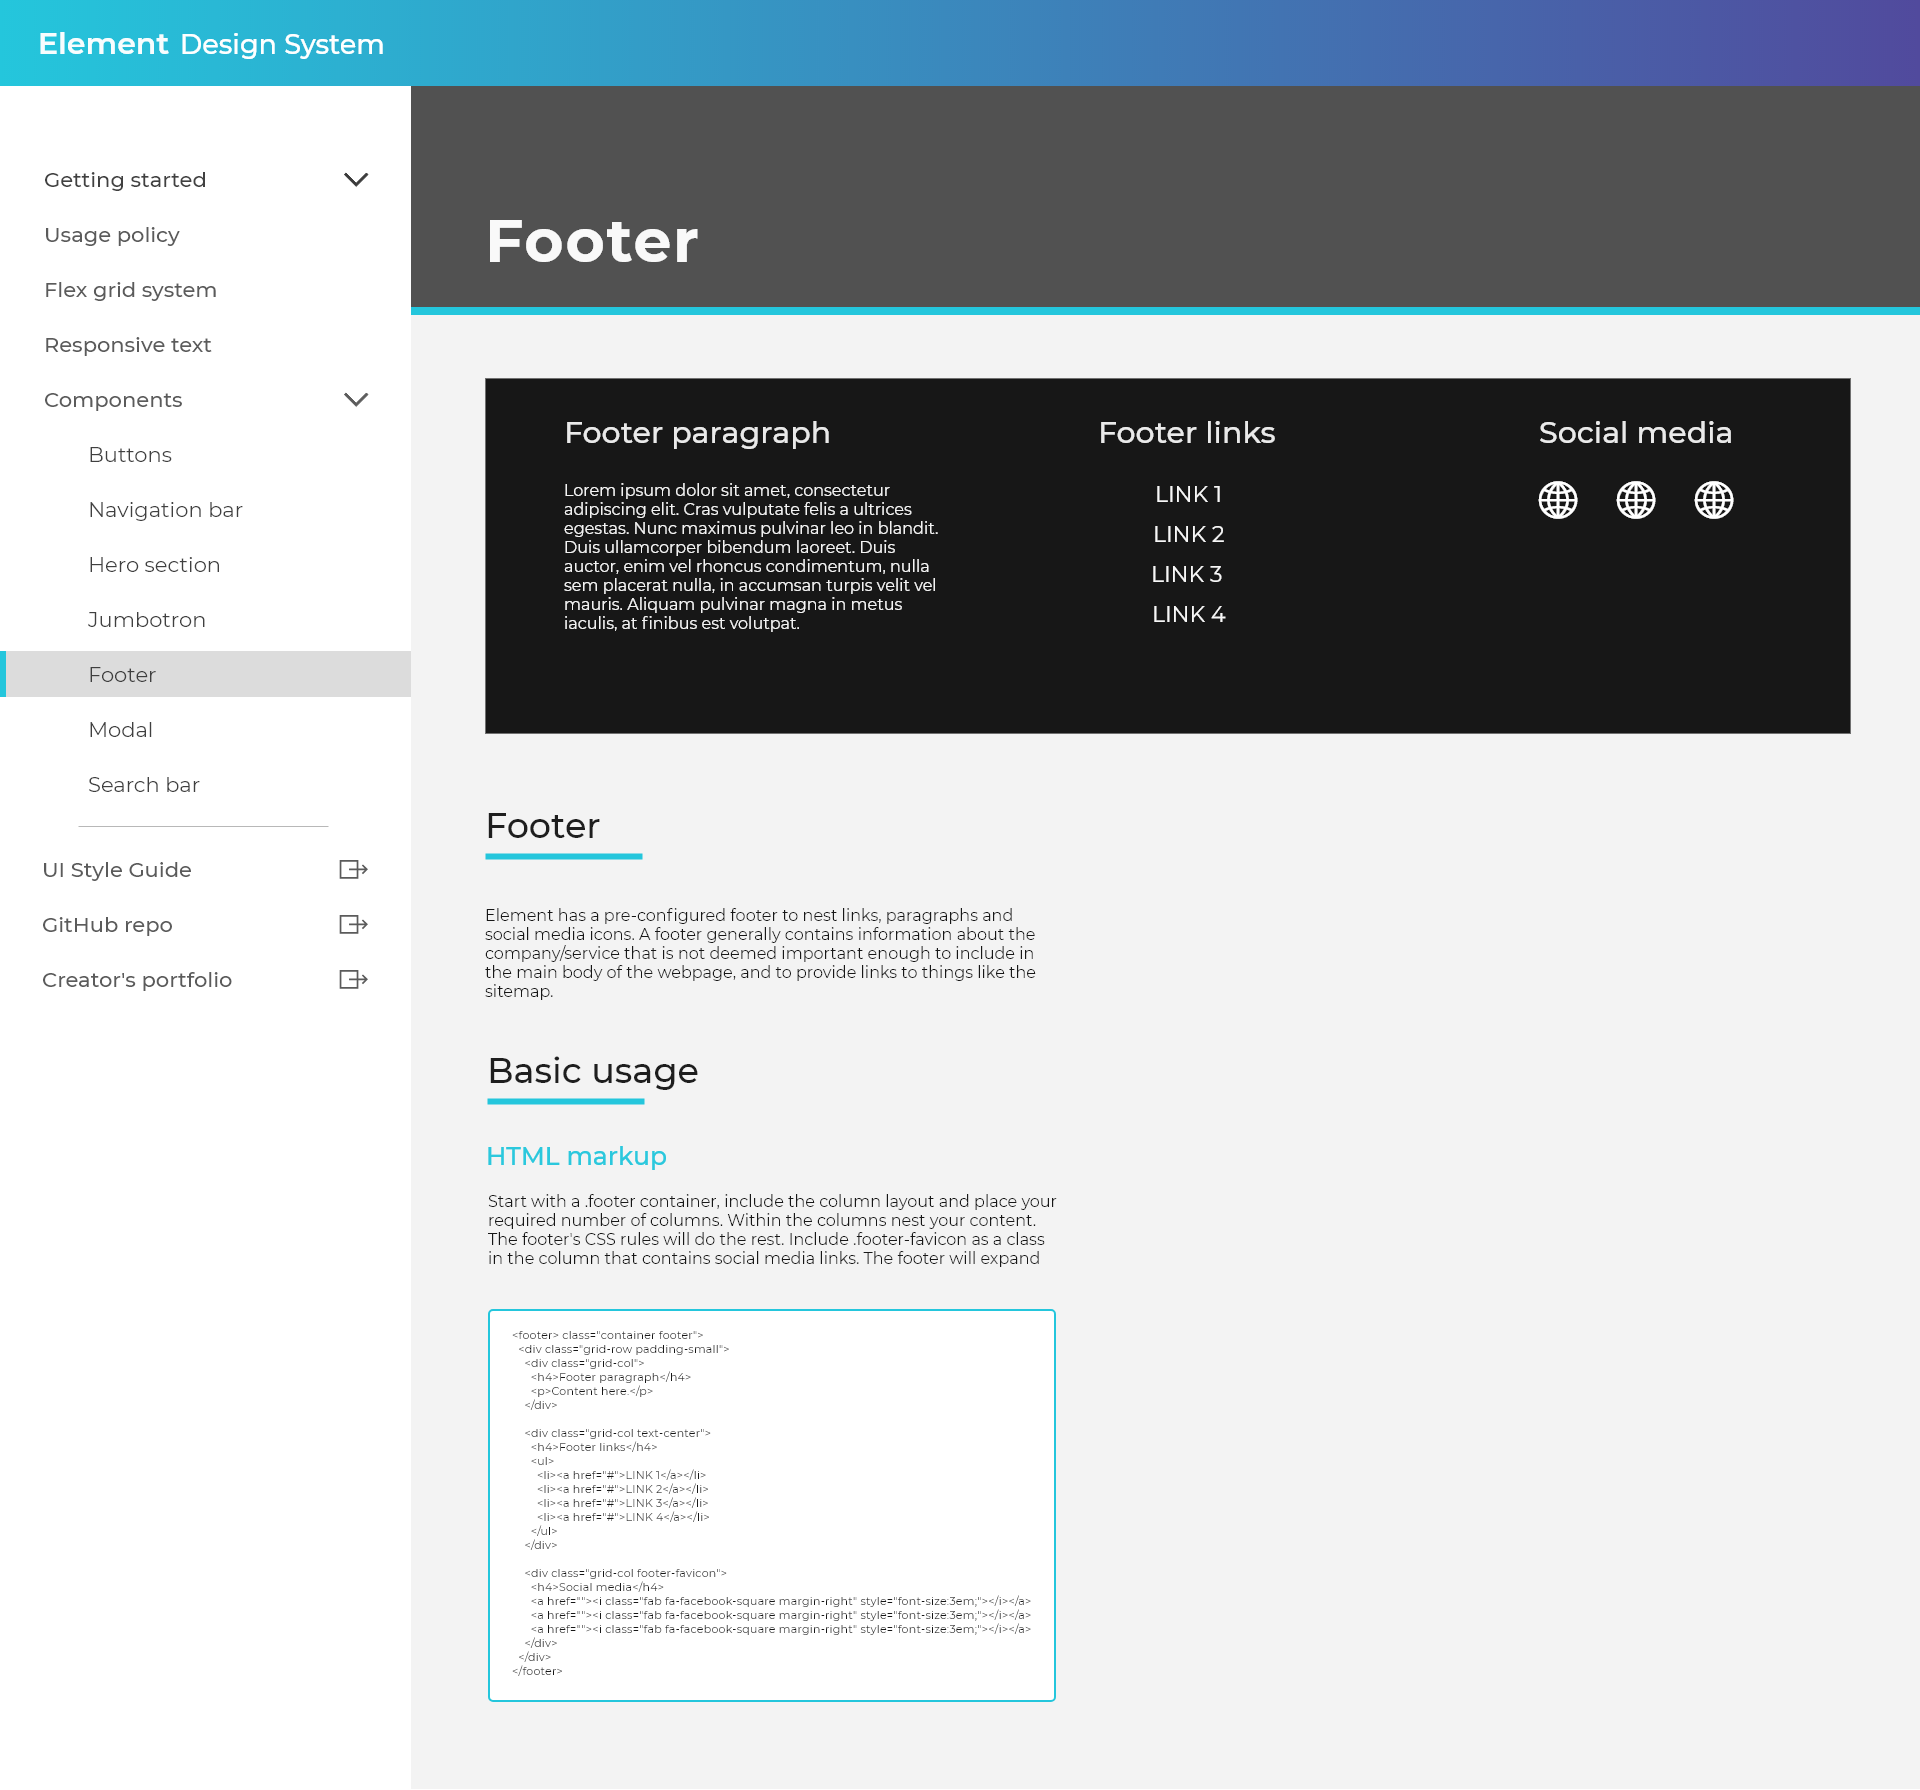 Element Design System
Getting started
Usage policy
Flex grid system
Responsive text
Components
Buttons
Navigation bar
Hero section
Jumbotron
Footer
Modal
Search bar
UI Style Guide
GitHub repo
Creator's portfolio
Footer
Footer paragraph
Lorem ipsum dolor sit amet, consectetur
adipiscing elit. Cras vulputate felis a ultrices
egestas. Nunc maximus pulvinar leo in blandit.
Duis ullamcorper bibendum laoreet. Duis
auctor, enim vel rhoncus condimentum, nulla
sem placerat nulla, in accumsan turpis velit vel
mauris. Aliquam pulvinar magna in metus
iaculis, at finibus est volutpat.
Footer links
LINK 1
LINK 2
LINK 3
LINK 4
Social media
Footer
Element has a pre-configured footer to nest links, paragraphs and
social media icons. A footer generally contains information about the
company/service that is not deemed important enough to include in
the main body of the webpage, and to provide links to things like the
sitemap.
Basic usage
HTML markup
Start with a .footer container, include the column layout and place your
required number of columns. Within the columns nest your content.
The footer's CSS rules will do the rest. Include .footer-favicon as a class
in the column that contains social media links. The footer will expand
<footer> class="container footer">
<div class="grid-row padding-small">
<div class="grid-col">
<h4>Footer paragraph</h4>
<p>Content here.</p>
</div>
<div class="grid-col text-center">
<h4>Footer links</h4>
<ul>
<li><a href="#">LINK 1</a></li>
<li><a href="#">LINK 2</a></li>
<li><a href="#">LINK 3</a></li>
<li><a href="#">LINK 4</a></li>
</ul>
</div>
<div class="grid-col footer-favicon">
<h4>Social media</h4>
<a href=""><i class="fab fa-facebook-square margin-right" style="font-size:3em;"></i></a>
<a href=""><i class="fab fa-facebook-square margin-right" style="font-size:3em;"></i></a>
<a href=""><i class="fab fa-facebook-square margin-right" style="font-size:3em;"></i></a>
</div>
</div>
</footer>